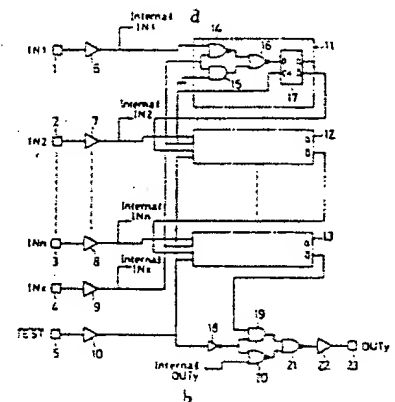 Internal
IN1
a
14
16
11
IN1
1
6
15
17
Internal
IN2
2
7
12
IN2
Q
Internal
INn
INn
3
8
13
Q
Internal
INx
INx
4
9
TEST
5
10
18
19
Internal
OUTy
20
21
22
23
OUTy
b